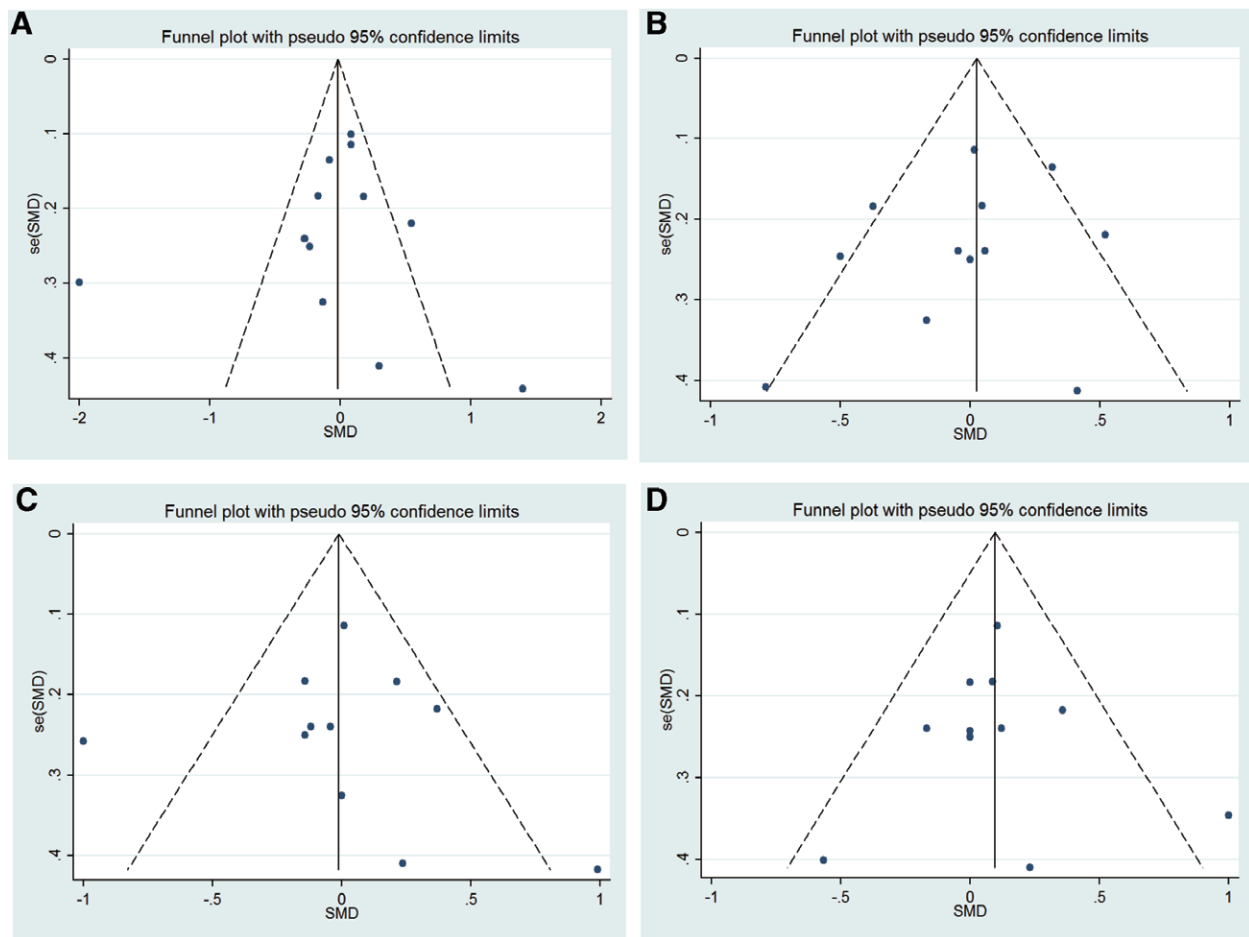 A
Funnel plot with pseudo 95% confidence limits
se(SMD)
0
.1
.2
.3
.4
-2
-1
0
1
2
SMD
B
Funnel plot with pseudo 95% confidence limits
se(SMD)
0
.1
.2
.3
.4
-1
-.5
0
.5
1
SMD
C
Funnel plot with pseudo 95% confidence limits
se(SMD)
0
.1
.2
.3
.4
-1
-.5
0
.5
1
SMD
D
Funnel plot with pseudo 95% confidence limits
se(SMD)
0
.1
.2
.3
.4
-1
-.5
0
.5
1
SMD